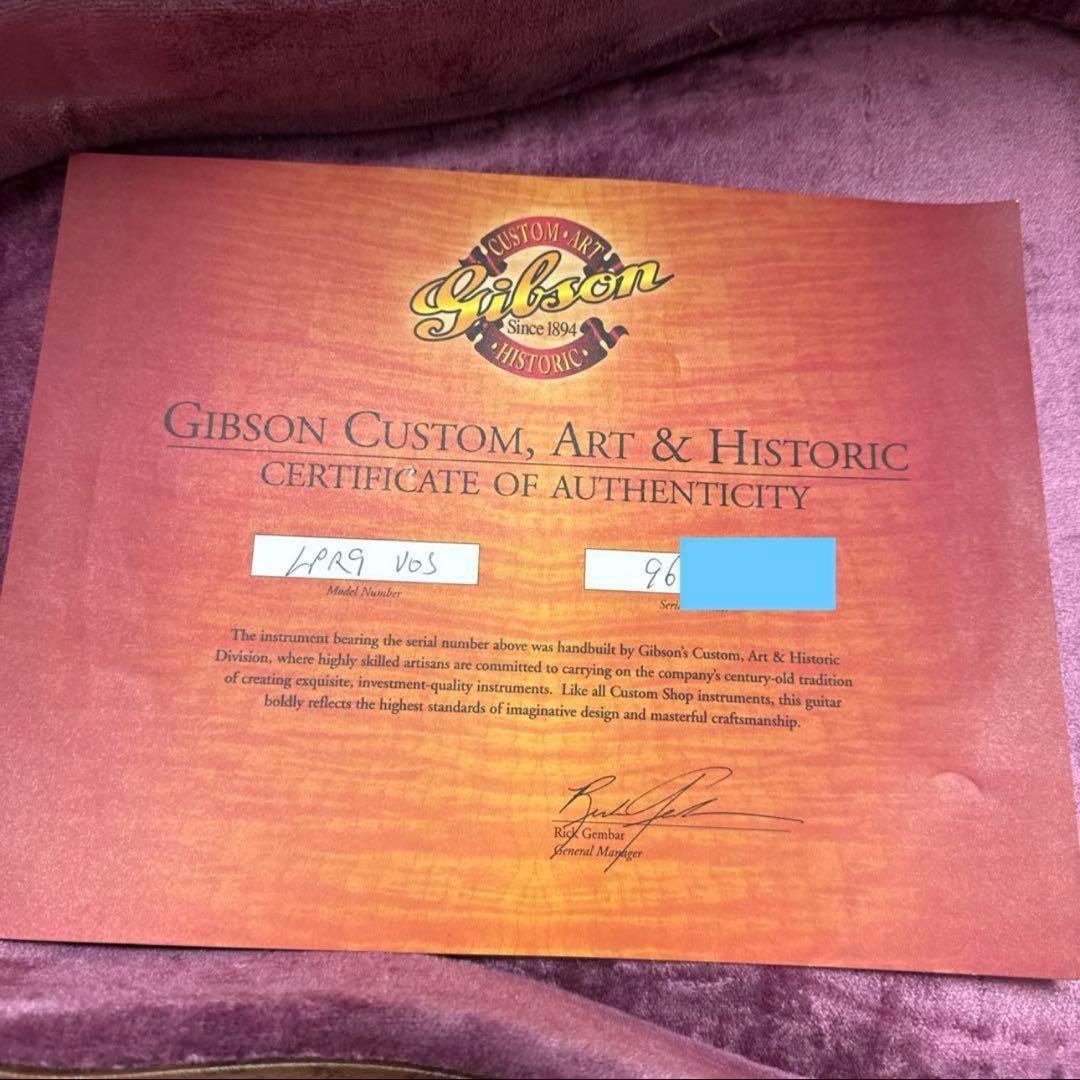 CUSTOM • ART
Gibson
Since 1894
• HISTORIC •
GIBSON CUSTOM, ART & HISTORIC
CERTIFICATE OF AUTHENTICITY
LPR9 VOS
96
Model Number
The instrument bearing the serial number above was handbuilt by Gibson's Custom, Art & Historic
Division, where highly skilled artisans are committed to carrying on the company's century-old tradition
of creating exquisite, investment-quality instruments. Like all Custom Shop instruments, this guitar
boldly reflects the highest standards of imaginative design and masterful craftsmanship.
Rick Gembar
General Manager